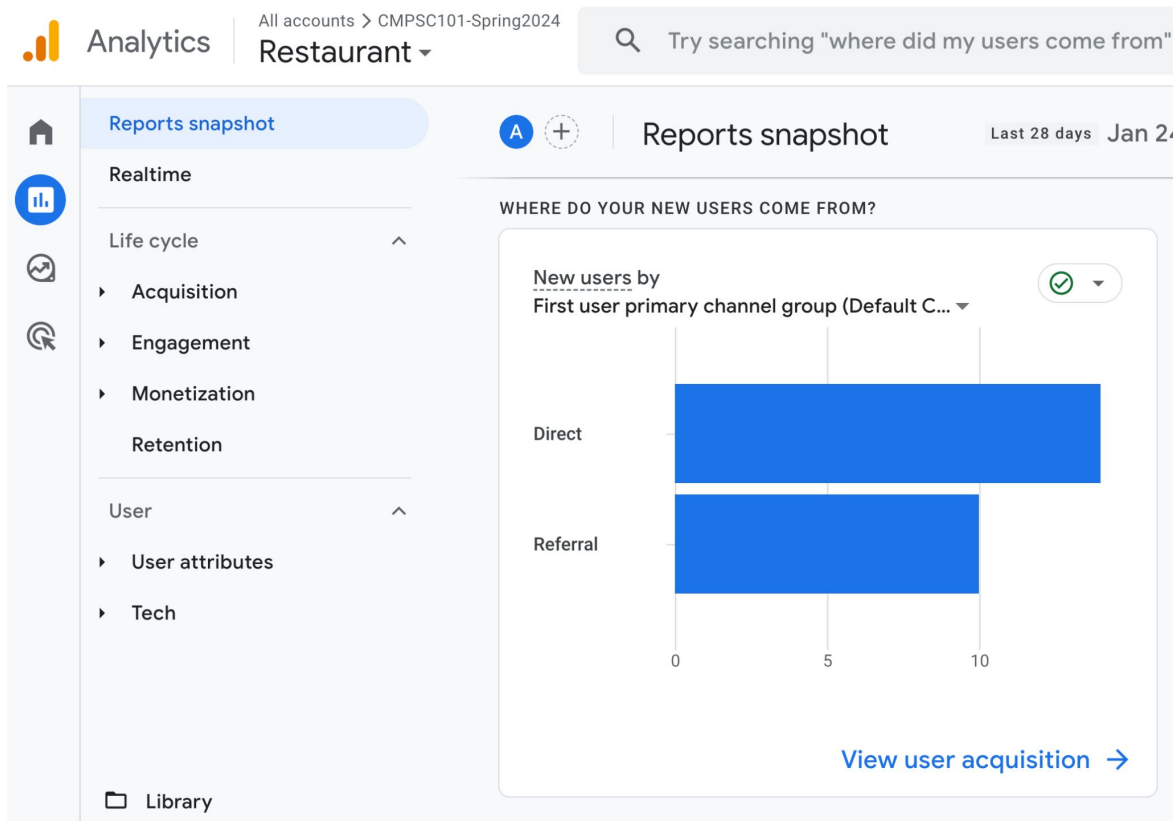 Analytics
All accounts > CMPSC101-Spring2024
Restaurant
Try searching "where did my users come from"
Reports snapshot
Realtime
Life cycle
Acquisition
Engagement
Monetization
Retention
User
User attributes
Tech
Library
A
Reports snapshot
Last 28 days Jan 24
WHERE DO YOUR NEW USERS COME FROM?
New users by
First user primary channel group (Default C...
Direct
Referral
0 5 10
View user acquisition →